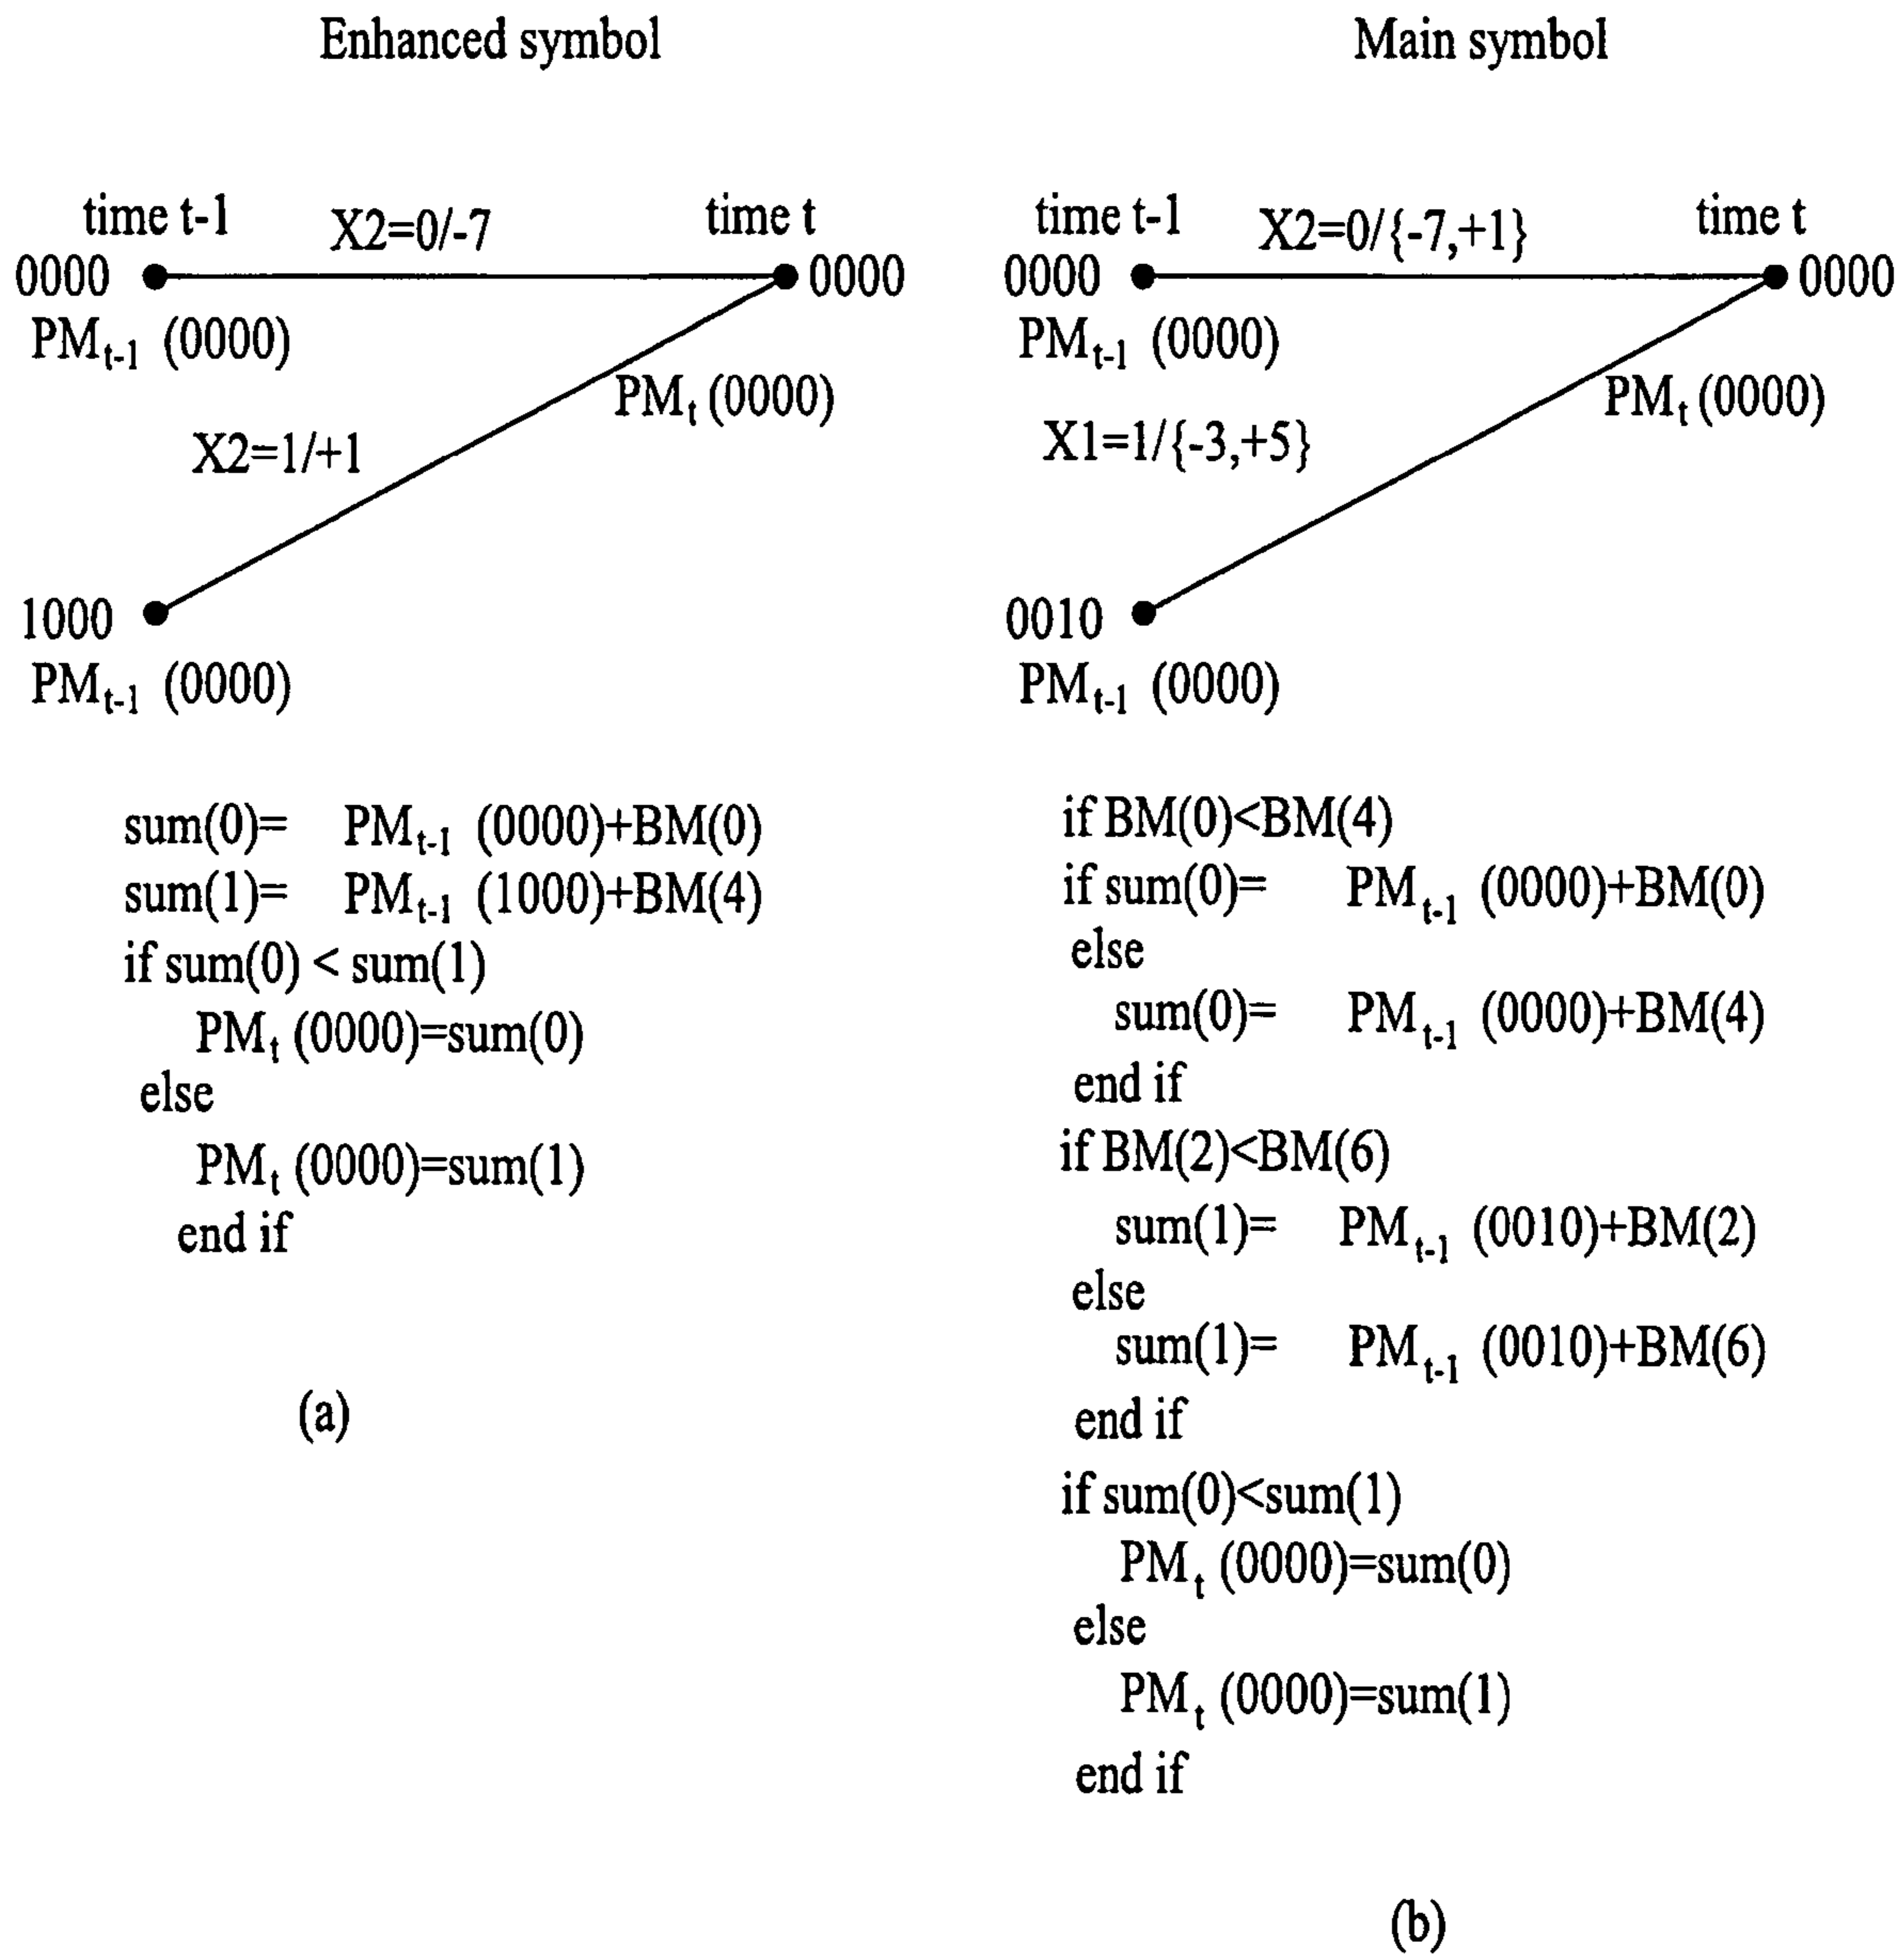 Enhanced symbol
time t-1
X2=0/-7
time t
0000
0000
PMt-1 (0000)
PMt (0000)
X2=1/+1
1000
PMt-1 (0000)
sum(0)= PMt-1 (0000)+BM(0)
sum(1)= PMt-1 (1000)+BM(4)
if sum(0) < sum(1)
PMt (0000)=sum(0)
else
PMt (0000)=sum(1)
end if
(a)
Main symbol
time t-1
X2=0/{-7,+1}
time t
0000
0000
PMt-1 (0000)
PMt (0000)
X1=1/{-3,+5}
0010
PMt-1 (0000)
if BM(0)<BM(4)
if sum(0)= PMt-1 (0000)+BM(0)
else
sum(0)= PMt-1 (0000)+BM(4)
end if
if BM(2)<BM(6)
sum(1)= PMt-1 (0010)+BM(2)
else
sum(1)= PMt-1 (0010)+BM(6)
end if
if sum(0)<sum(1)
PMt (0000)=sum(0)
else
PMt (0000)=sum(1)
end if
(b)